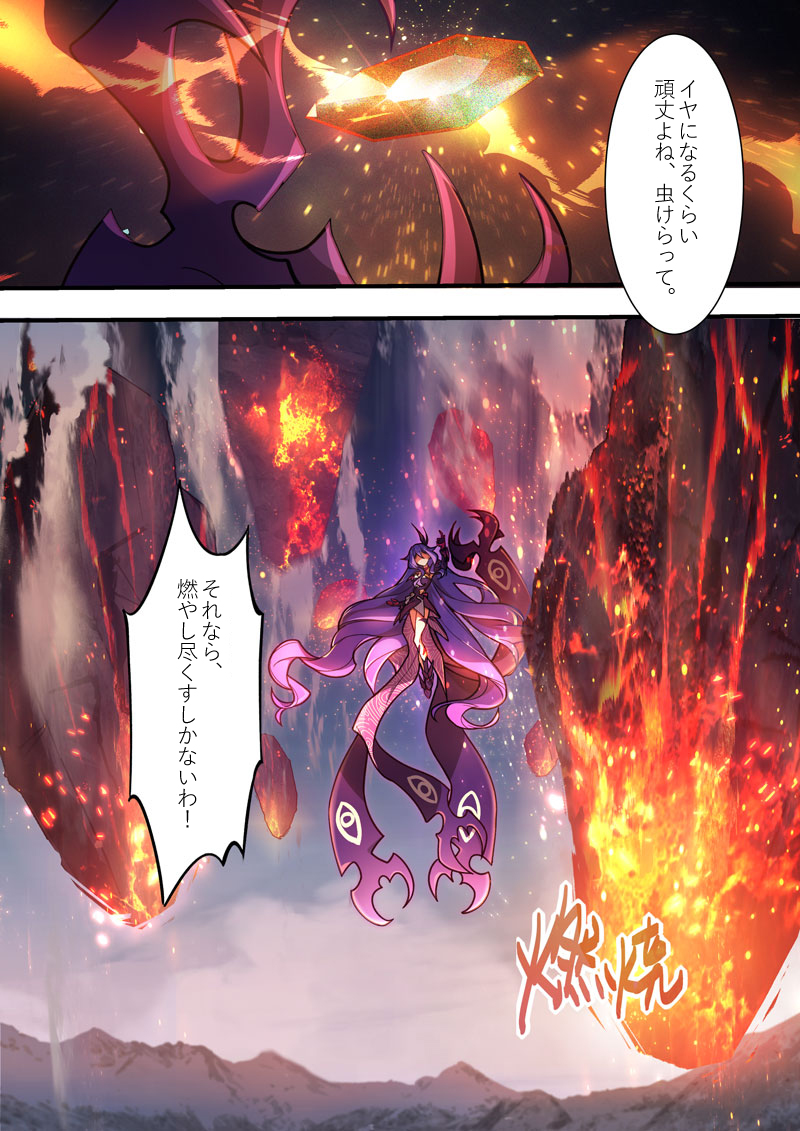 イヤになるくらい
頑丈よね、虫けらって。
それなら、
燃やし尽くすしかないわ！
燃烧